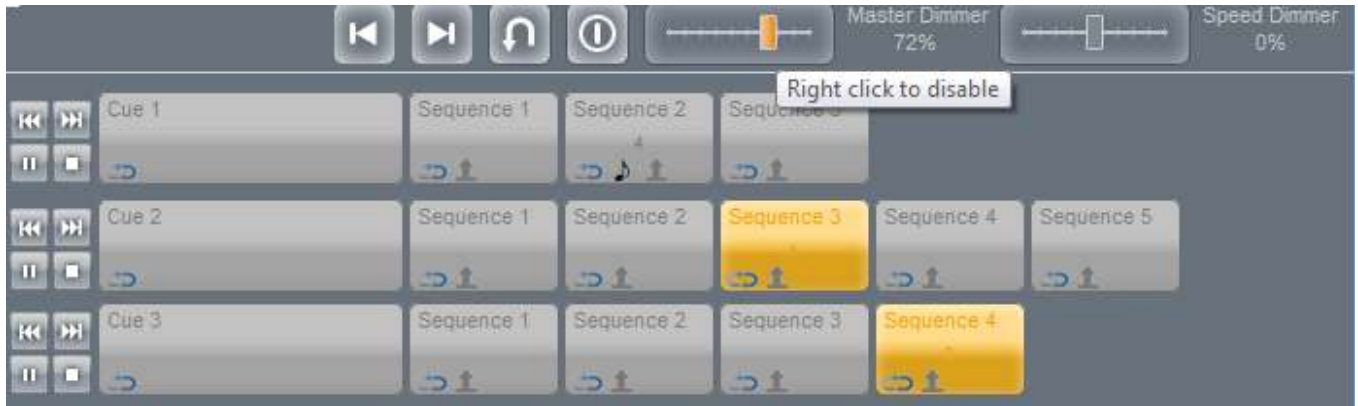 Master Dimmer
72%
Speed Dimmer
0%
Right click to disable
Cue 1
Sequence 1
Sequence 2
Sequence 3
4
Cue 2
Sequence 1
Sequence 2
Sequence 3
Sequence 4
Sequence 5
Cue 3
Sequence 1
Sequence 2
Sequence 3
Sequence 4